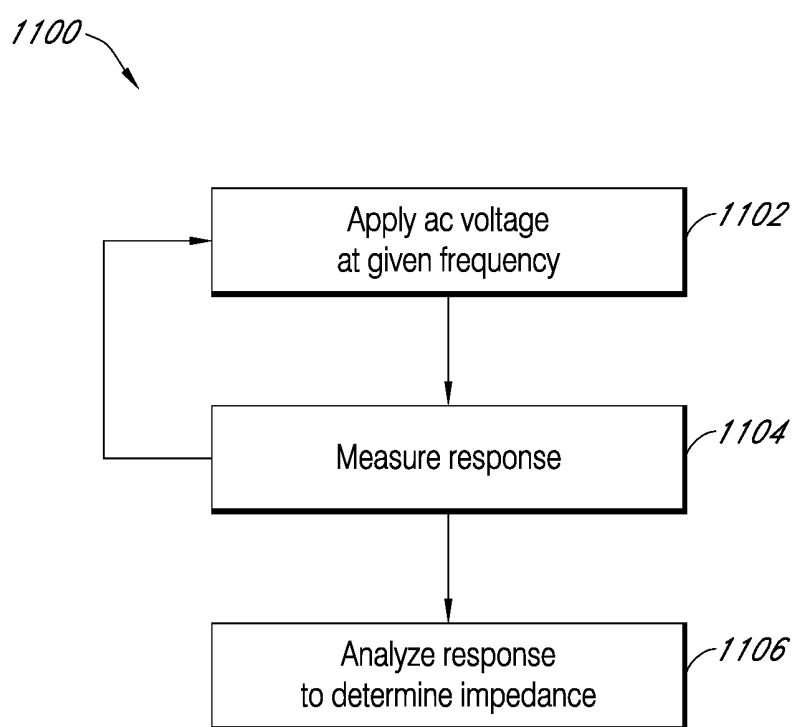 1100
Apply ac voltage
at given frequency
1102
Measure response
1104
Analyze response
to determine impedance
1106